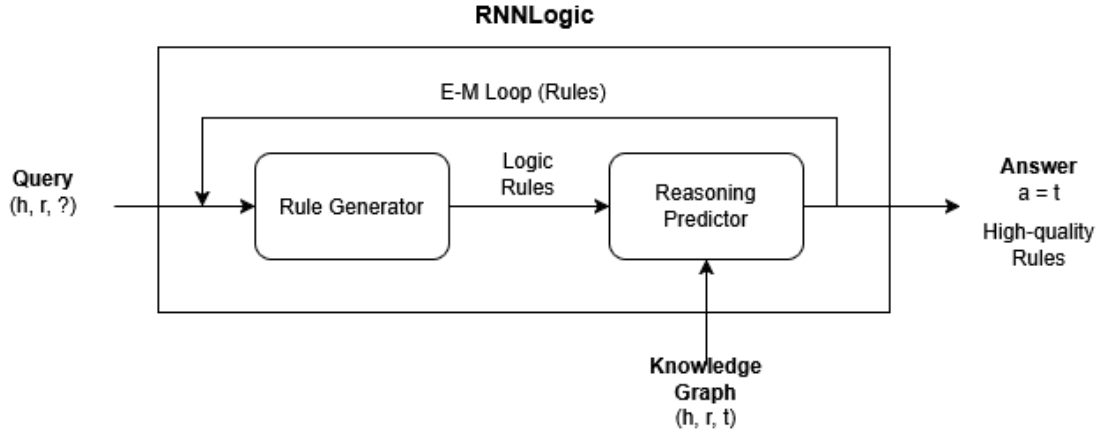 RNNLogic
E-M Loop (Rules)
Query
(h, r, ?)
Rule Generator
Logic
Rules
Reasoning
Predictor
Answer
a = t
High-quality
Rules
Knowledge
Graph
(h, r, t)